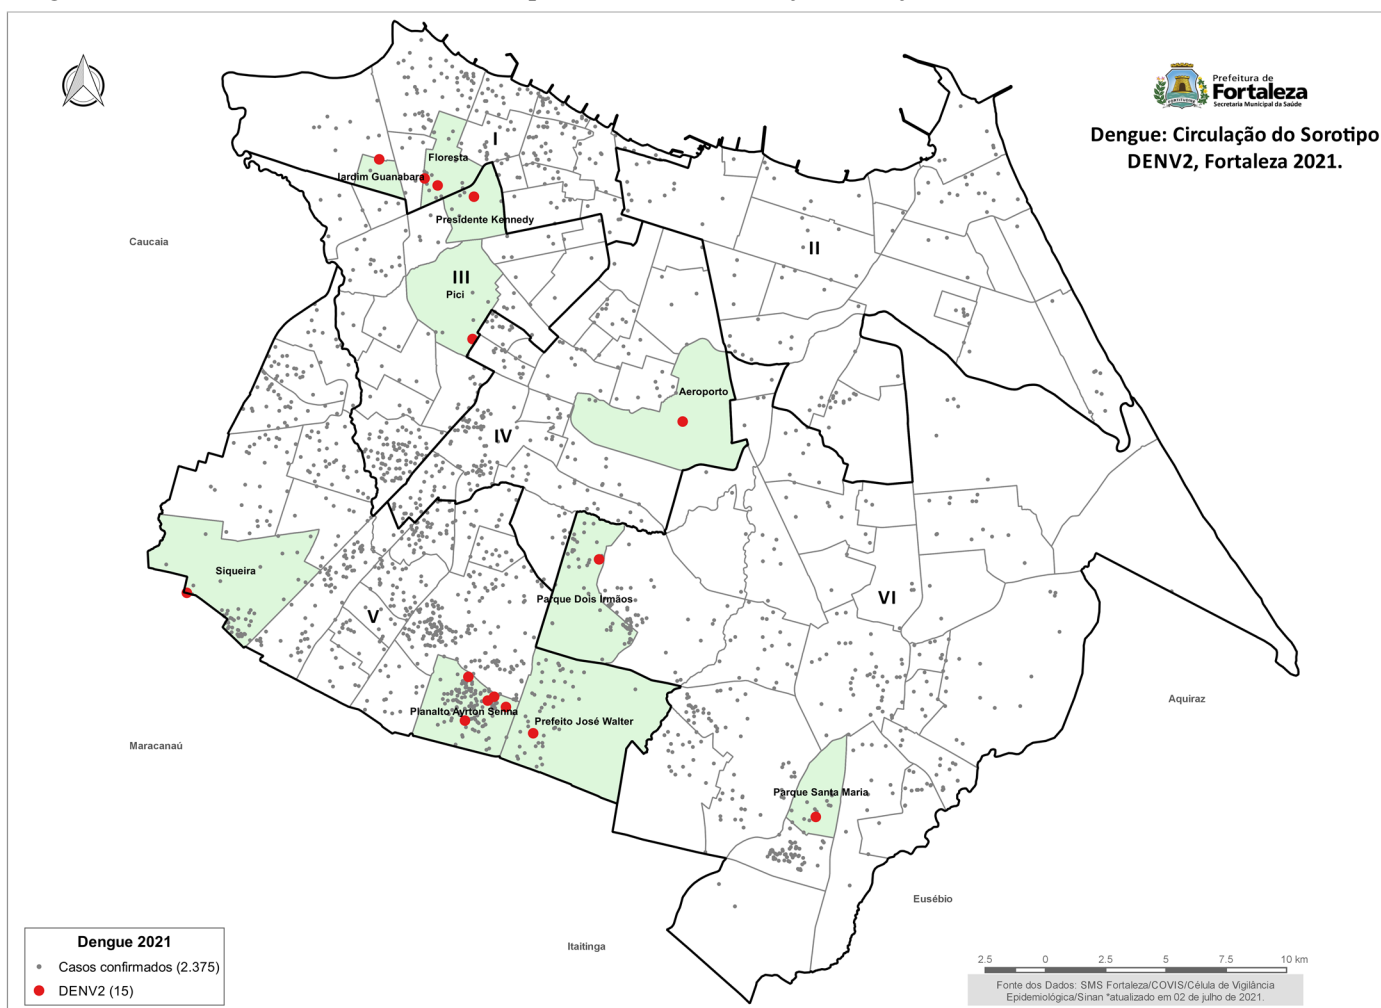 Prefeitura de
Fortaleza
Secretaria Municipal da Saúde
Dengue: Circulação do Sorotipo
DENV2, Fortaleza 2021.
I
Floresta
Jardim Guanabara
Presidente Kennedy
Caucaia
II
III
Pici
Aeroporto
IV
Siqueira
Parque Dois Irmãos
VI
V
Aquiraz
Planalto Ayrton Senna
Prefeito José Walter
Maracanaú
Parque Santa Maria
Eusébio
Itaitinga
Dengue 2021
Casos confirmados (2.375)
DENV2 (15)
2.5 0 2.5 5 7.5 10 km
Fonte dos Dados: SMS Fortaleza/COVIS/Célula de Vigilância
Epidemiológica/Sinan *atualizado em 02 de julho de 2021.